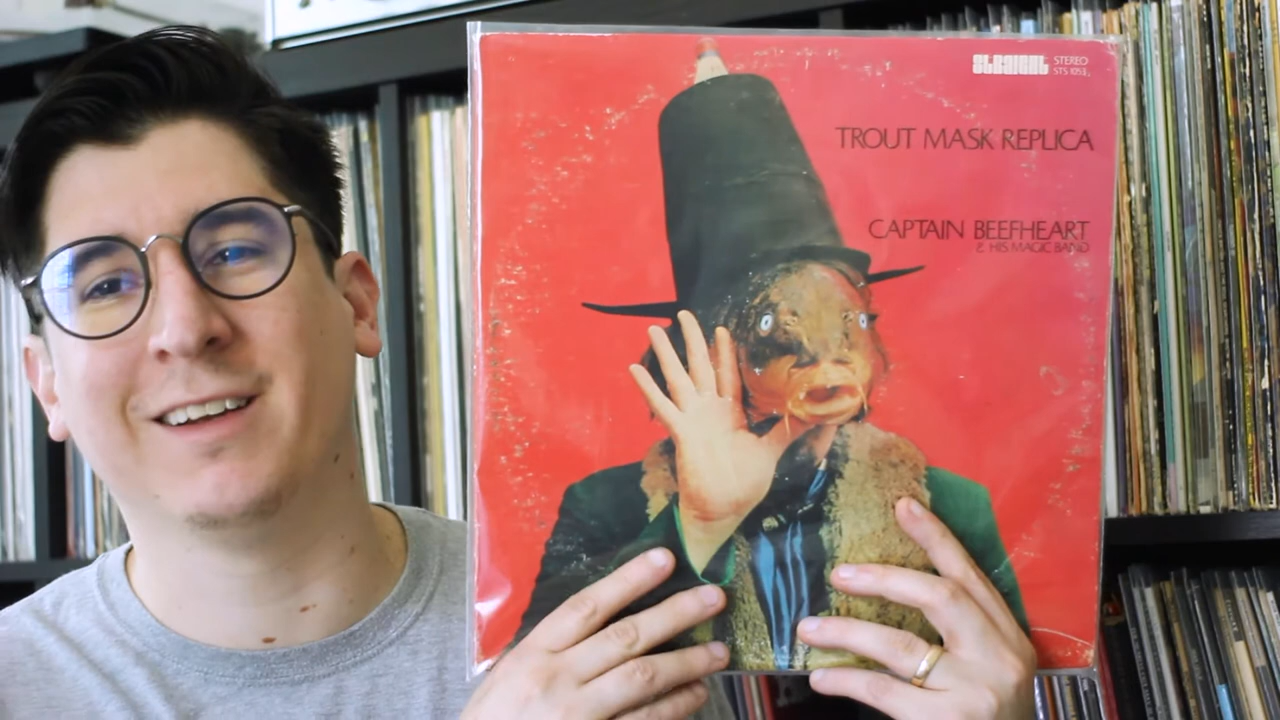 STRAIGHT
STEREO
STS 1053
TROUT MASK REPLICA
CAPTAIN BEEFHEART
& HIS MAGIC BAND